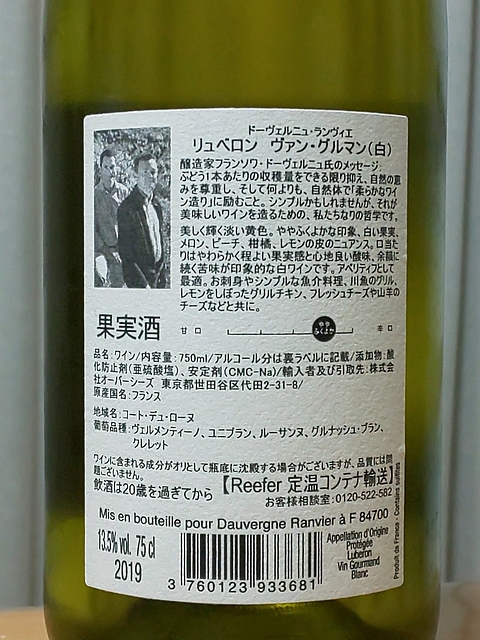 ドーヴェルニュ・ランヴィエ
リュベロン ヴァン・グルマン(白)
醸造家フランソワ・ドーヴェルニュ氏のメッセージ:
ぶどう1本あたりの収穫量をできる限り抑え、自然の恵
みを尊重し、そして何よりも、自然体で「柔らかなワイ
ン造り」に励むこと。シンプルかもしれませんが、それが
美味しいワインを造るための、私たちなりの哲学です。
美しく輝く淡い黄色。ややふくよかな印象、白い果実、
メロン、ピーチ、柑橘、レモンの皮のニュアンス。口当た
りはやわらかく程よい果実感と心地良い酸味、余韻に
続く苦味が印象的な白ワインです。アペリティフとして
最適。お刺身やシンプルな魚介料理、川魚のグリル、
レモンをしぼったグリルチキン、フレッシュチーズや山羊の
チーズなどと共に。
果実酒
甘口 やや ふくよか 辛口
品名:ワイン/内容量:750ml/アルコール分は裏ラベルに記載/添加物:酸
化防止剤(亜硫酸塩)、安定剤(CMC-Na)/輸入者及び引取先:株式会
社オーバーシーズ 東京都世田谷区代田2-31-8/
原産国名:フランス
地域名:コート・デュ・ローヌ
葡萄品種:ヴェルメンティーノ、ユニブラン、ルーサンヌ、グルナッシュ・ブラン、
クレレット
ワインに含まれる成分がオリとして瓶底に沈殿する場合がございますが、品質には問
題ございません。
飲酒は20歳を過ぎてから
【Reefer 定温コンテナ輸送】
お客様相談室:0120-522-582
Mis en bouteille pour Dauvergne Ranvier à F 84700
13.5% vol. 75 cl
2019
3 760123 933681
Appellation d'Origine
Protégée
Luberon
Vin Gourmand
Blanc
Produit de France - Contains sulfites